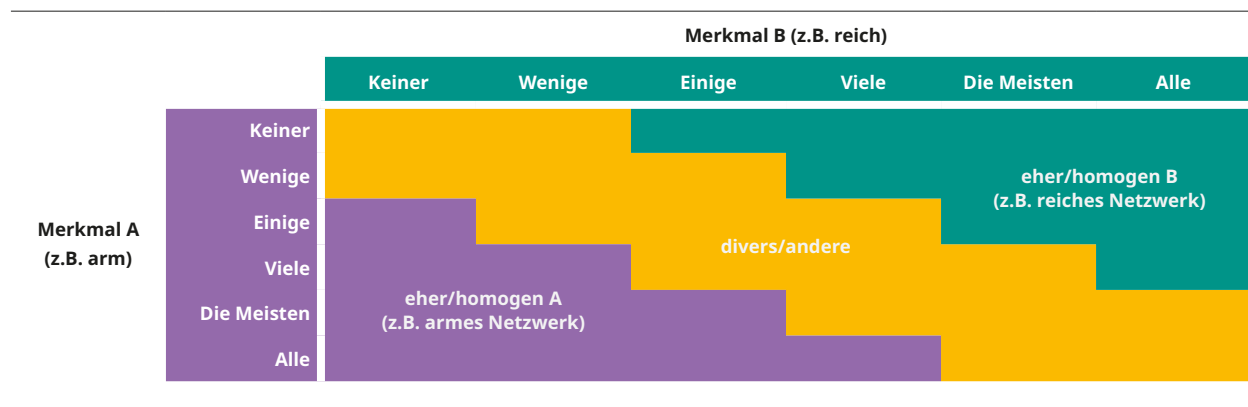 Merkmal B (z.B. reich)
Keiner Wenige Einige Viele Die Meisten Alle
Keiner
Wenige
Einige
Viele
Die Meisten
Alle
Merkmal A
(z.B. arm)
eher/homogen B
(z.B. reiches Netzwerk)
divers/andere
eher/homogen A
(z.B. armes Netzwerk)